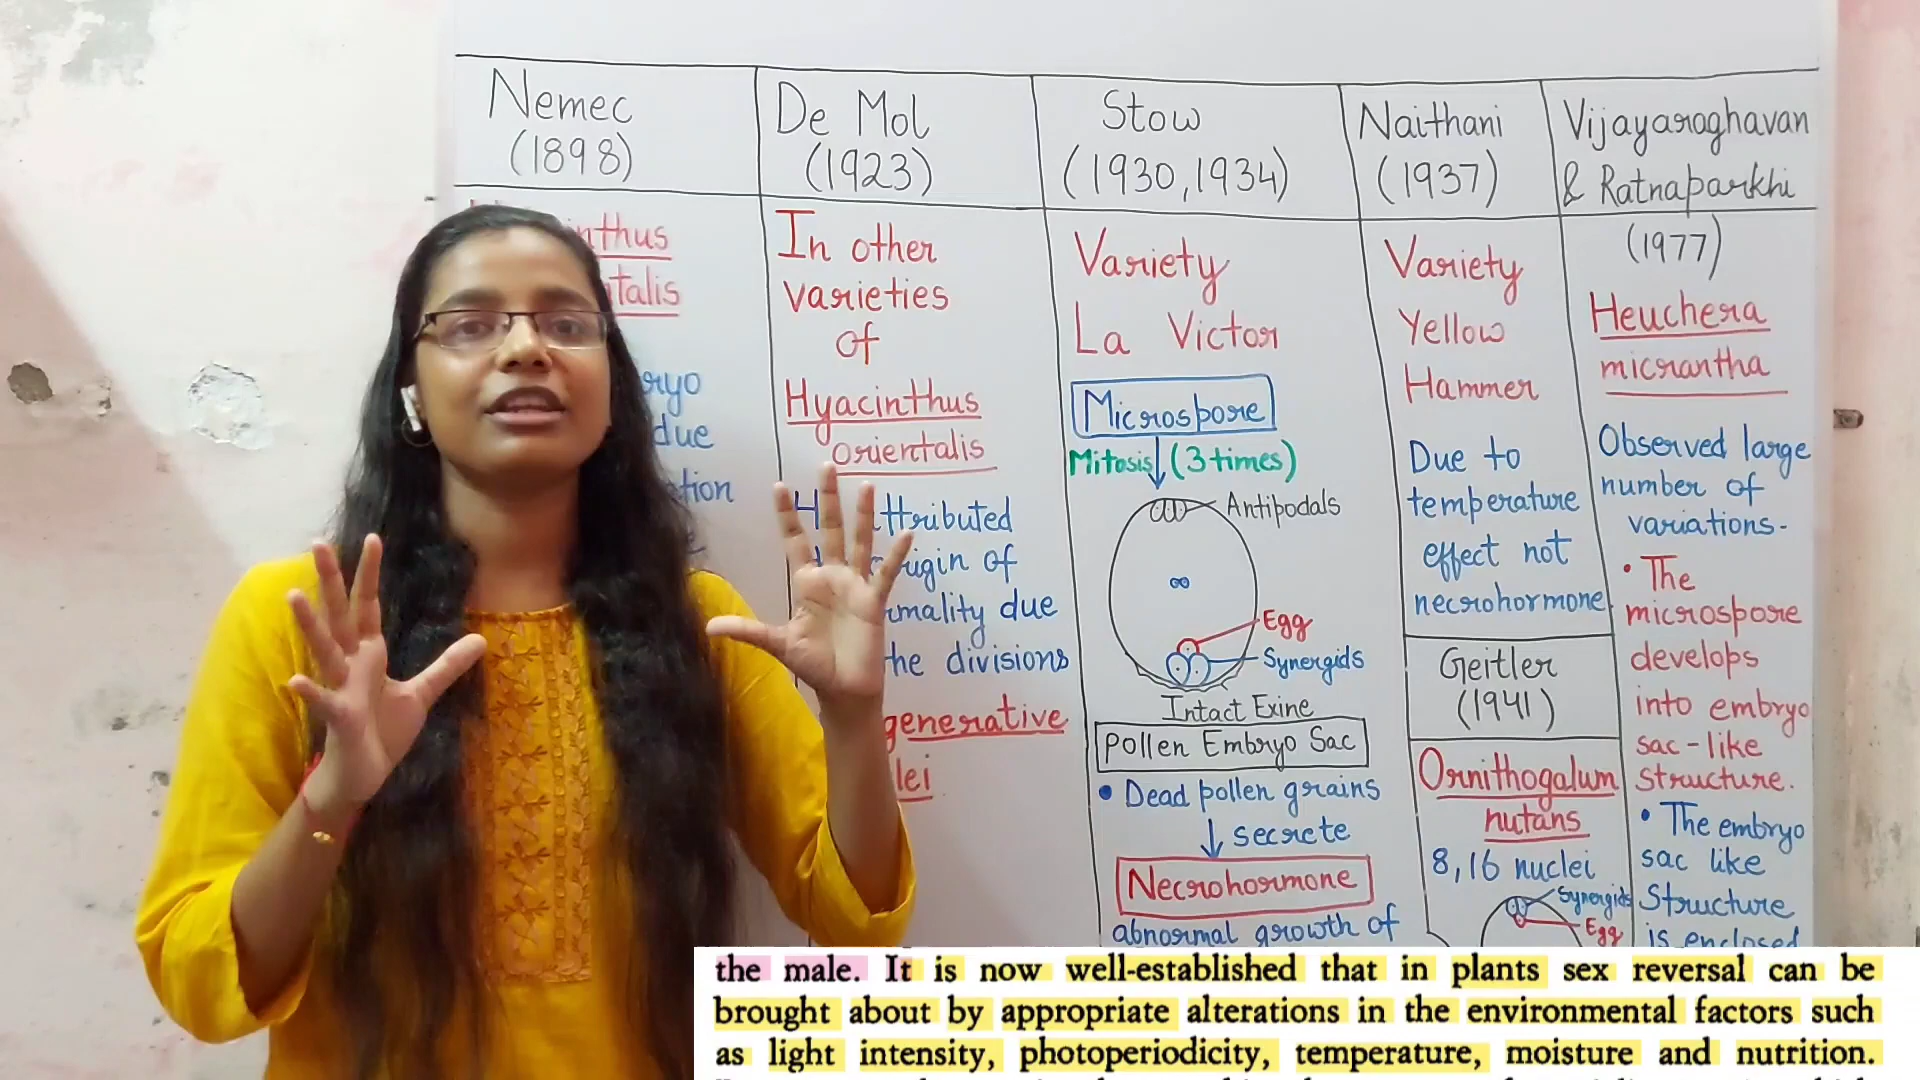 Nemec
(1898)
nthus
talis
ryo
due
tion
De Mol
(1923)
In other
varieties
of
Hyacinthus
orientalis
ttributed
igin of
rmality due
he divisions
generative
lei
Stow
(1930,1934)
Variety
La Victor
Microspore
Mitosis (3times)
Antipodals
Egg
Synergids
Intact Exine
Pollen Embryo Sac
• Dead pollen grains
secrete
Necrohormone
abnormal growth of
Naithani
(1937)
Variety
Yellow
Hammer
Due to
temperature
effect not
necrohormone
Geitler
(1941)
Ornithogalum
nutans
8,16 nuclei
Synergids
Egg
Vijayaraghavan
& Ratnaparkhi
(1977)
Heuchera
micrantha
Observed large
number of
variations-
• The
microspore
develops
into embryo
sac-like
structure.
• The embryo
sac like
Structure
is enclosed
the male. It is now well-established that in plants sex reversal can be
brought about by appropriate alterations in the environmental factors such
as light intensity, photoperiodicity, temperature, moisture and nutrition.